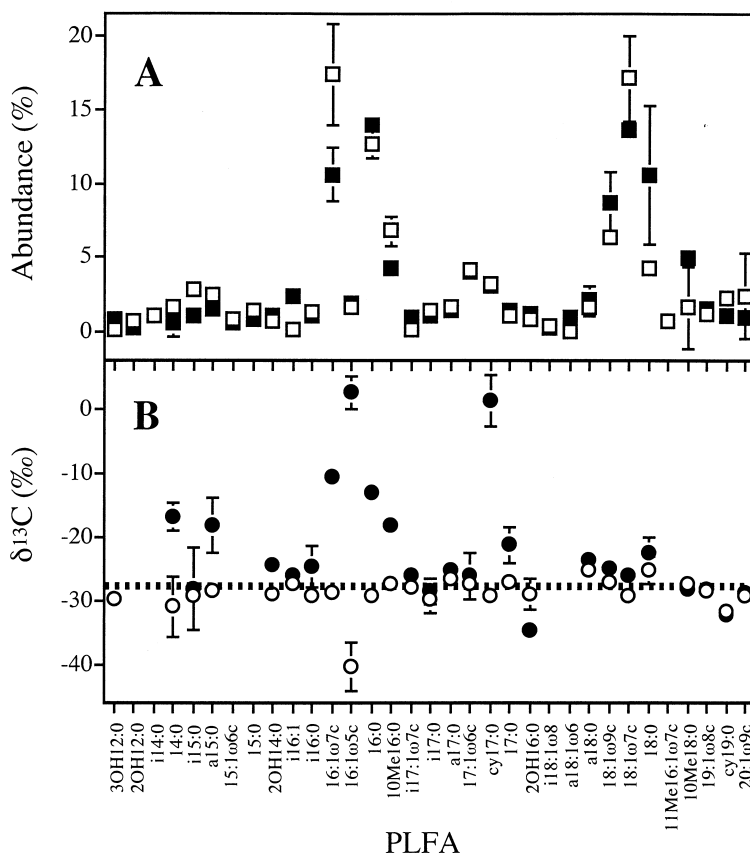 Abundance (%)
20
15
10
5
0
A
δ13C (‰)
0
-10
-20
-30
-40
B
3OH12:0
2OH12:0
i14:0
14:0
i15:0
a15:0
15:1ω6c
15:0
2OH14:0
i16:1
i16:0
16:1ω7c
16:1ω5c
16:0
10Me16:0
i17:1ω7c
i17:0
a17:0
17:1ω6c
cy17:0
17:0
2OH16:0
i18:1ω8
a18:1ω6
a18:0
18:1ω9c
18:1ω7c
18:0
11Me16:1ω7c
10Me18:0
19:1ω8c
cy19:0
20:1ω9c
PLFA